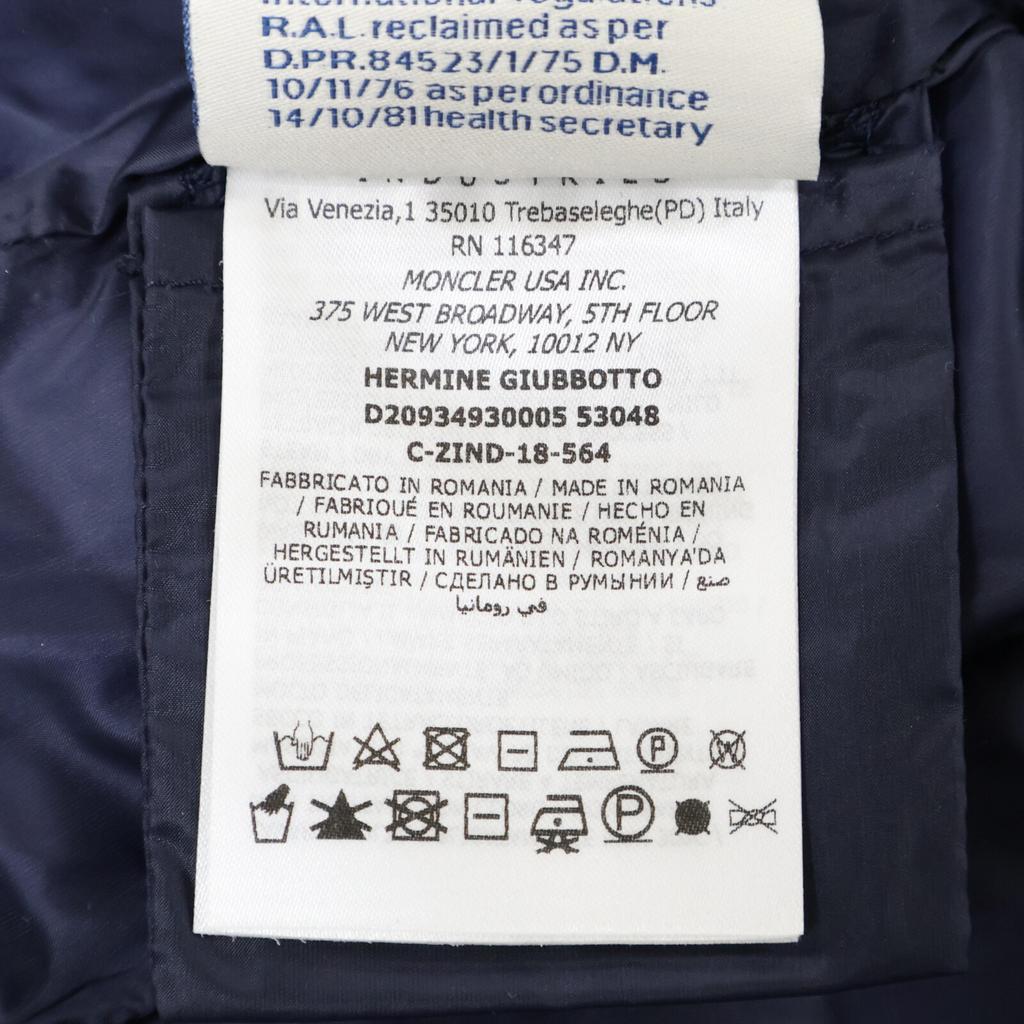 International regulations
R.A.L. reclaimed as per
D.P.R. 84523/1/75 D.M.
10/11/76 as per ordinance
14/10/81 health secretary
INDUSTRIES
Via Venezia,1 35010 Trebaseleghe(PD) Italy
RN 116347
MONCLER USA INC.
375 WEST BROADWAY, 5TH FLOOR
NEW YORK, 10012 NY
HERMINE GIUBBOTTO
D20934930005 53048
C-ZIND-18-564
FABBRICATO IN ROMANIA / MADE IN ROMANIA
/ FABRIQUÉ EN ROUMANIE / HECHO EN
RUMANIA / FABRICADO NA ROMÉNIA /
HERGESTELLT IN RUMÄNIEN / ROMANYA'DA
ÜRETILMIŞTIR / СДЕЛАНО В РУМЫНИИ / صنع
في رومانيا
P W
P